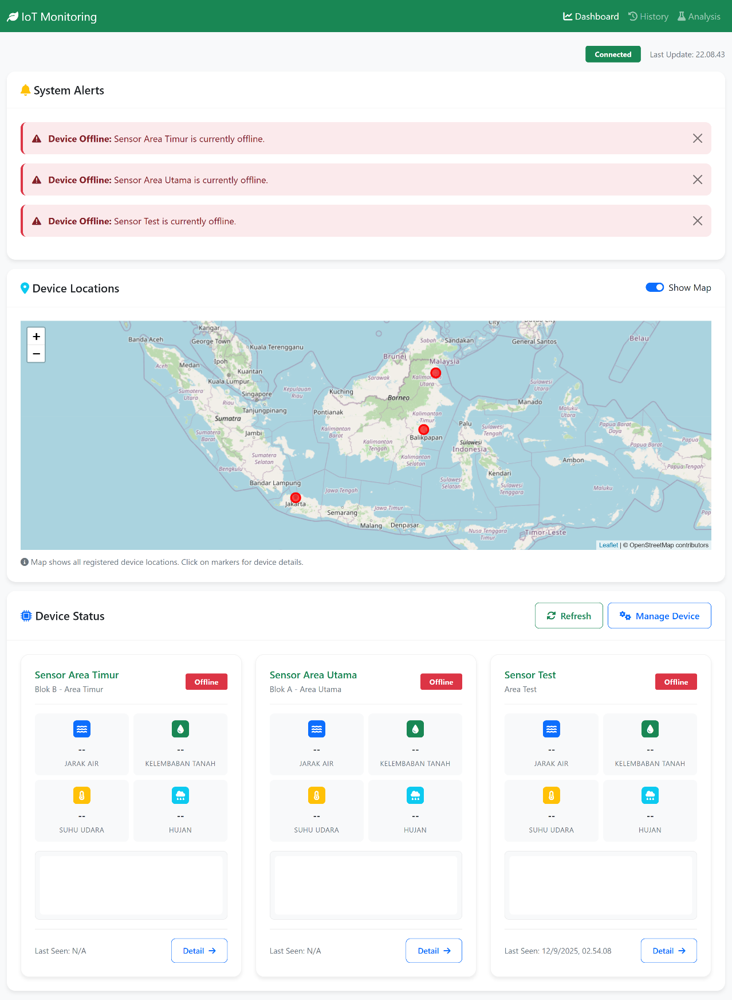 IoT Monitoring
Dashboard
History
Analysis
Connected
Last Update: 22.08.43
System Alerts
Device Offline: Sensor Area Timur is currently offline.
Device Offline: Sensor Area Utama is currently offline.
Device Offline: Sensor Test is currently offline.
Device Locations
Show Map
+
−
Kangar
Banda Aceh
George Town
Kuala Terengganu
Ipoh
Aceh
Medan
Kuantan
Kuala Lumpur
Sumatera
Utara
Riau
Singapore
Kepulauan
Riau
Tanjungpinang
Sumatra
Sumatera
Barat
Jambi
Sumatera
Selatan
Bengkulu
Bandar Lampung
Jakarta
Jawa Tengah
Semarang
Jawa Timur
Malang
Denpasar
City
Sabah
Sandakan
Brunei
Malaysia
Sarawak
Kalimantan
Utara
Kuching
Borneo
Pontianak
Kalimantan
Timur
Kalimantan
Barat
Balikpapan
Kalimantan
Tengah
Kalimantan
Selatan
Davao City
General Santos
Belau
Sulawesi
Utara
Manado
Maluku
Utara
Palu
Sulawesi
Tengah
Sulawesi
Indonesia
Papua Barat
Daya
Papua Barat
Papua
Papua Tengah
Ambon
Kendari
Sulawesi
Selatan
Sulawesi
Tenggara
Maluku
Nusa Tenggara
Timur
Timor-Leste
Pap
Leaflet | © OpenStreetMap contributors
Map shows all registered device locations. Click on markers for device details.
Device Status
Refresh
Manage Device
Sensor Area Timur
Blok B - Area Timur
Offline
--
JARAK AIR
--
KELEMBABAN TANAH
--
SUHU UDARA
--
HUJAN
Last Seen: N/A
Detail →
Sensor Area Utama
Blok A - Area Utama
Offline
--
JARAK AIR
--
KELEMBABAN TANAH
--
SUHU UDARA
--
HUJAN
Last Seen: N/A
Detail →
Sensor Test
Area Test
Offline
--
JARAK AIR
--
KELEMBABAN TANAH
--
SUHU UDARA
--
HUJAN
Last Seen: 12/9/2025, 02.54.08
Detail →